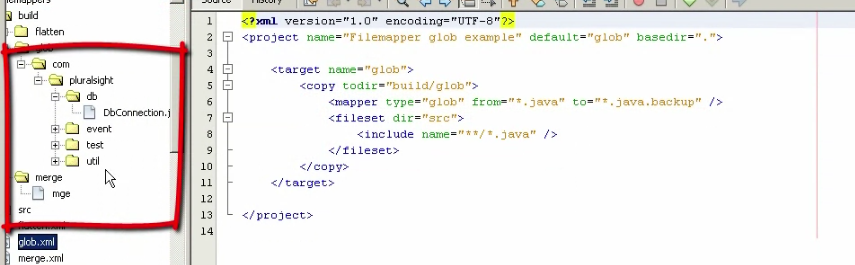 build
flatten
glob
com
pluralsight
db
DbConnection.j
event
test
util
merge
mge
src
flatten.xml
glob.xml
merge.xml
Source History
1 <?xml version="1.0" encoding="UTF-8"?>
2 <project name="Filemapper glob example" default="glob" basedir=".">
3
4 <target name="glob">
5 <copy todir="build/glob">
6 <mapper type="glob" from="*.java" to="*.java.backup" />
7 <fileset dir="src">
8 <include name="**/*.java" />
9 </fileset>
10 </copy>
11 </target>
12
13 </project>
14